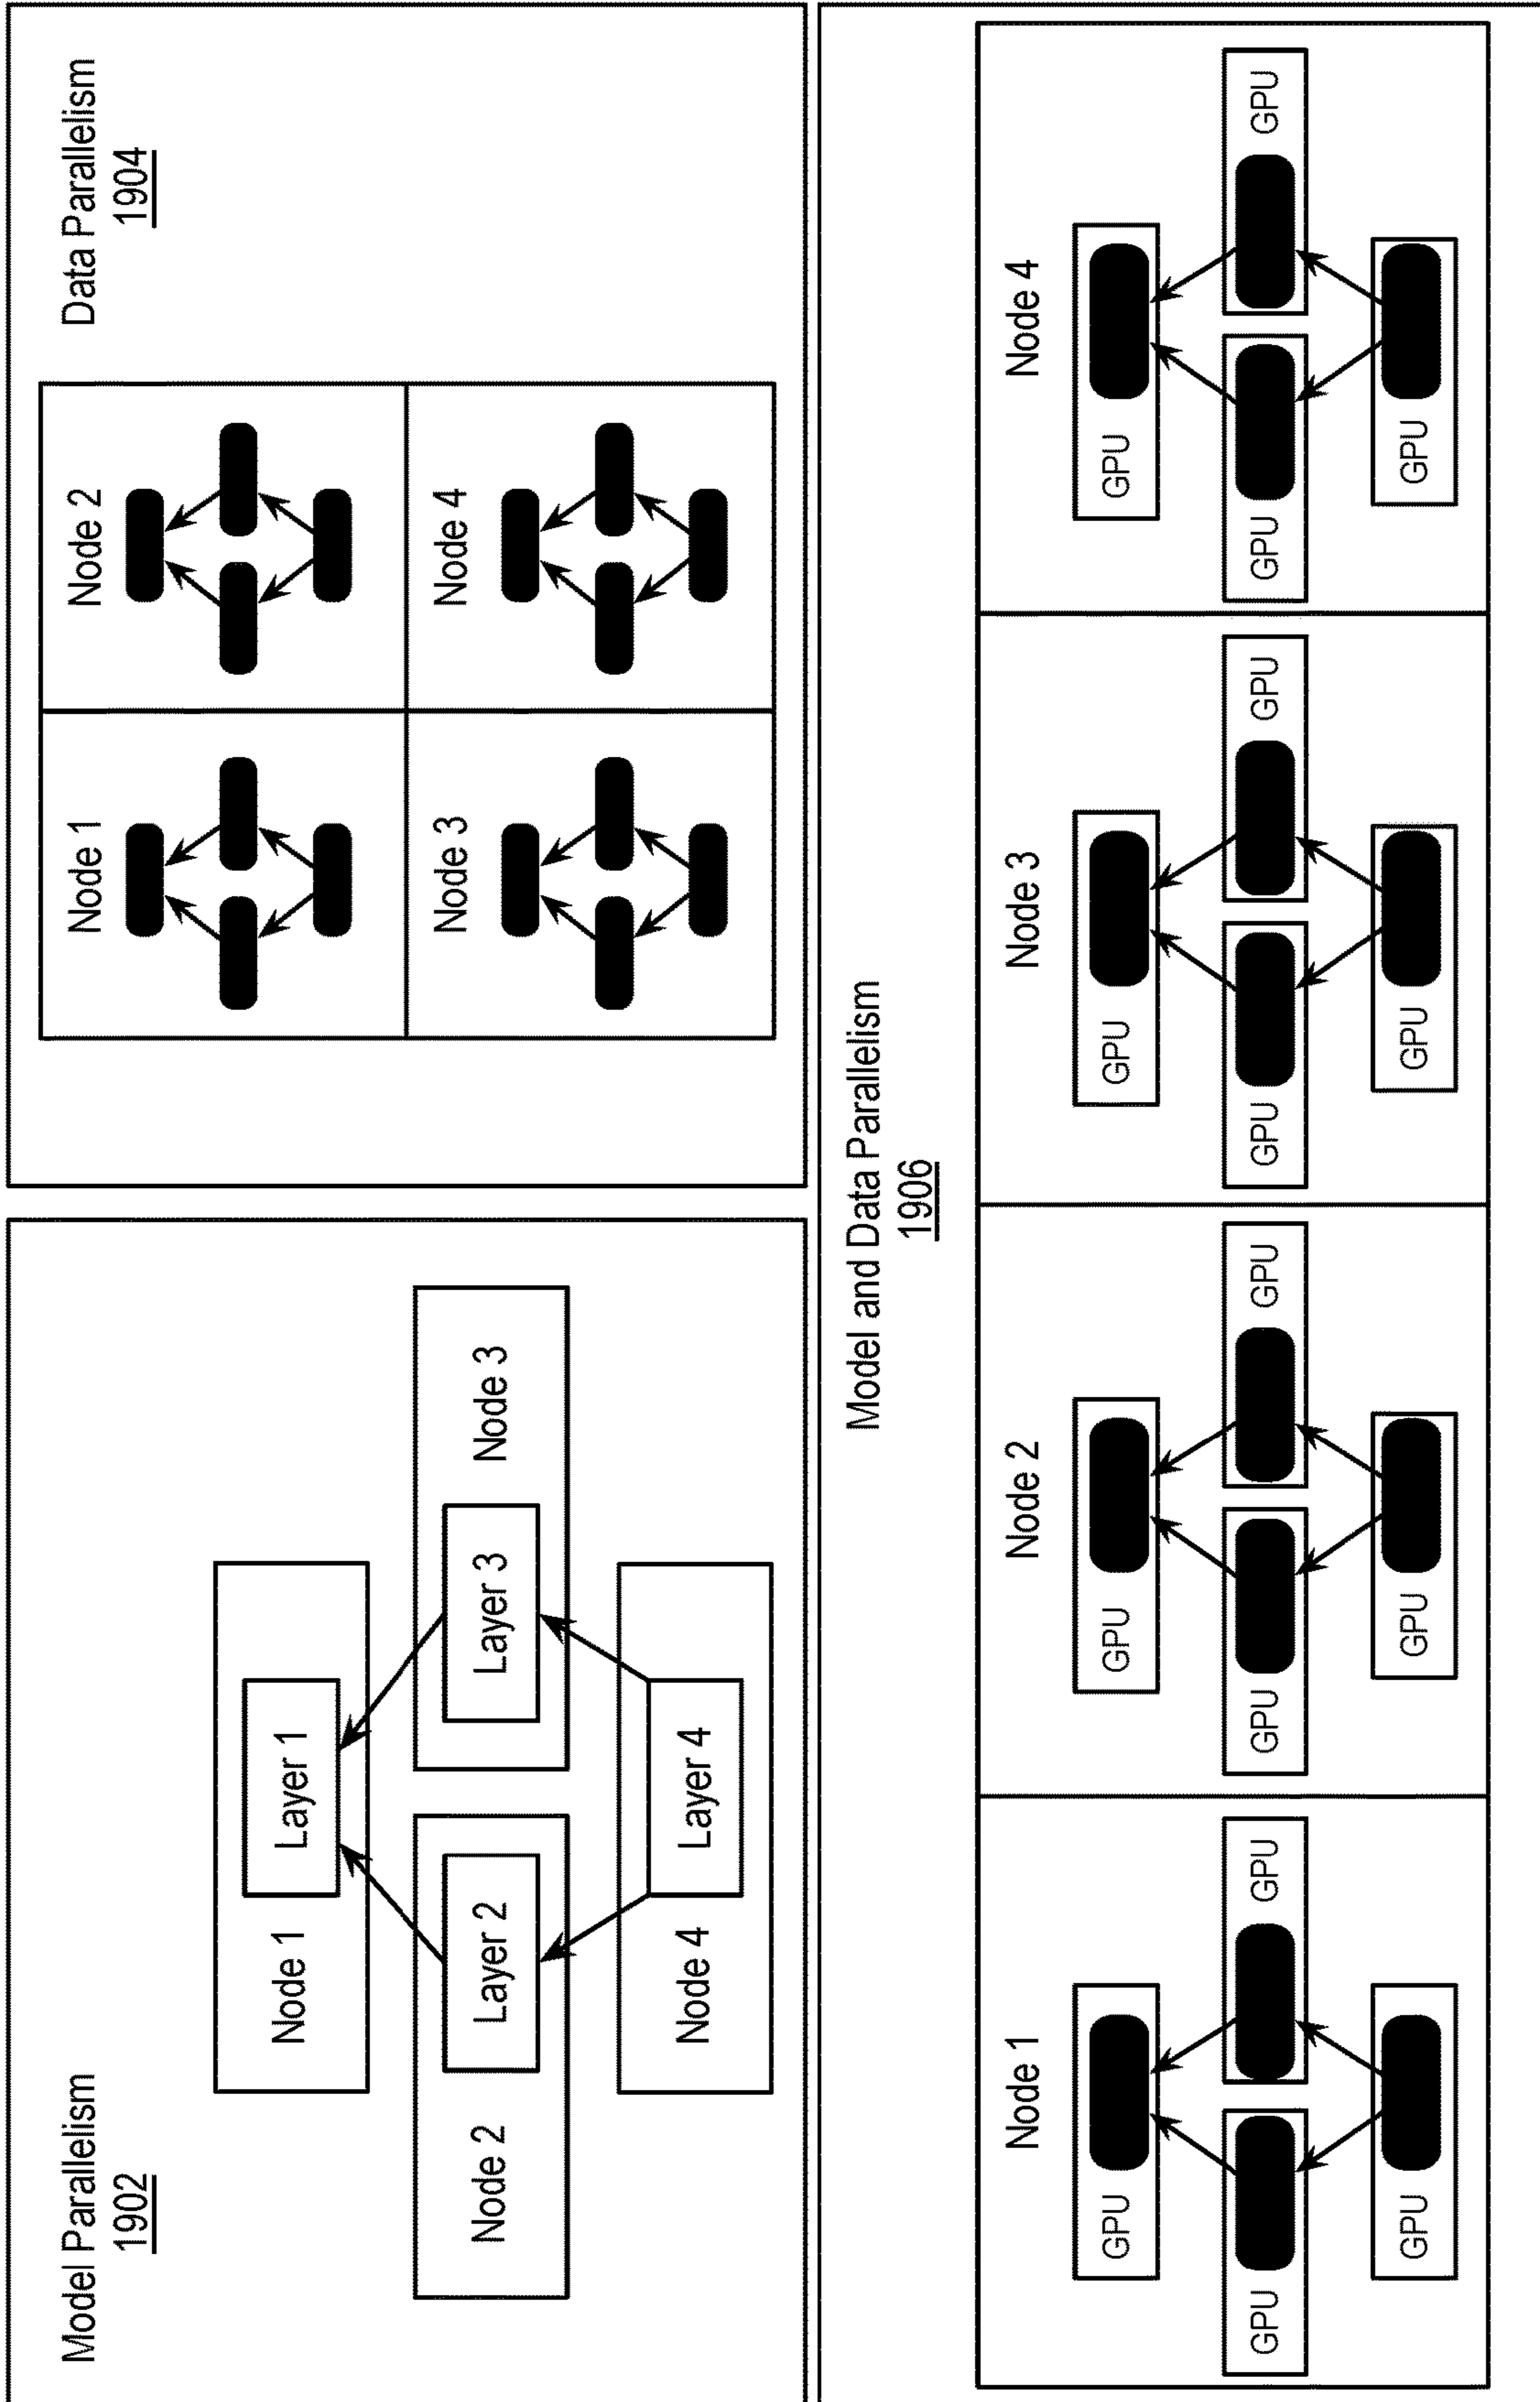 Model Parallelism
1902
Node 1
Layer 1
Node 2
Layer 2
Layer 3
Node 3
Node 4
Layer 4
Data Parallelism
1904
Node 1
Node 2
Node 3
Node 4
Model and Data Parallelism
1906
Node 1
GPU
GPU
GPU
GPU
Node 2
GPU
GPU
GPU
GPU
Node 3
GPU
GPU
GPU
GPU
Node 4
GPU
GPU
GPU
GPU